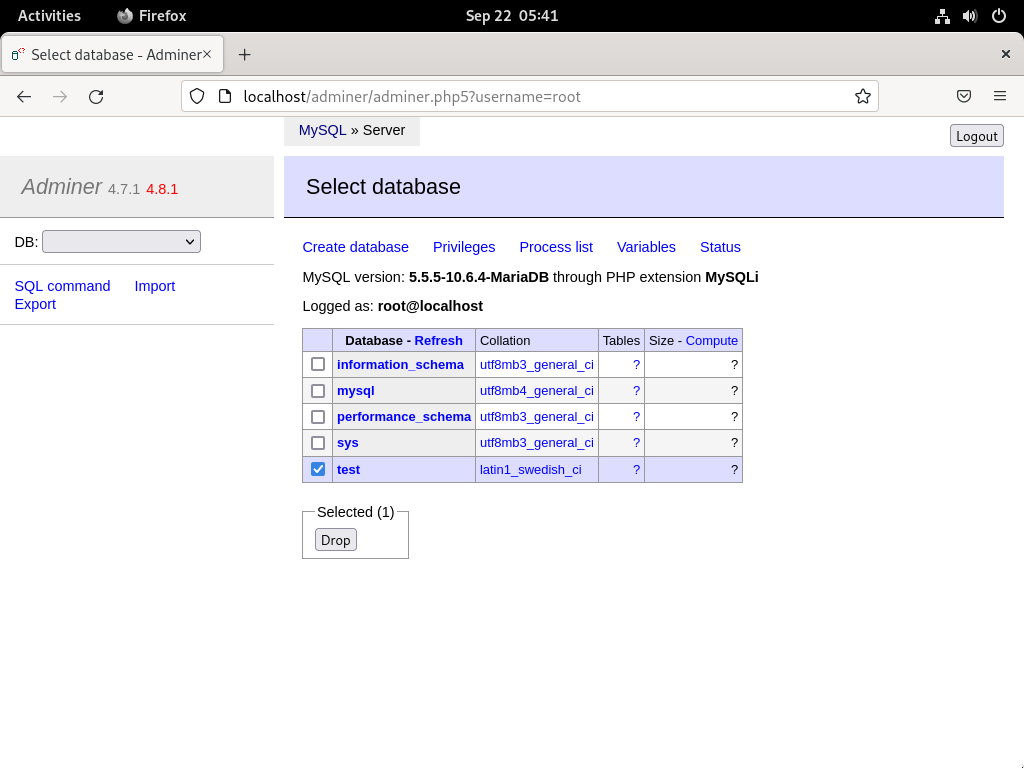 Activities Firefox Sep 22 05:41
Select database - Adminer
localhost/adminer/adminer.php5?username=root
MySQL » Server
Logout
Adminer 4.7.1 4.8.1
Select database
DB:
SQL command Import
Export
Create database Privileges Process list Variables Status
MySQL version: 5.5.5-10.6.4-MariaDB through PHP extension MySQLi
Logged as: root@localhost
Database - Refresh Collation Tables Size - Compute
information_schema utf8mb3_general_ci ? ?
mysql utf8mb4_general_ci ? ?
performance_schema utf8mb3_general_ci ? ?
sys utf8mb3_general_ci ? ?
test latin1_swedish_ci ? ?
Selected (1)
Drop